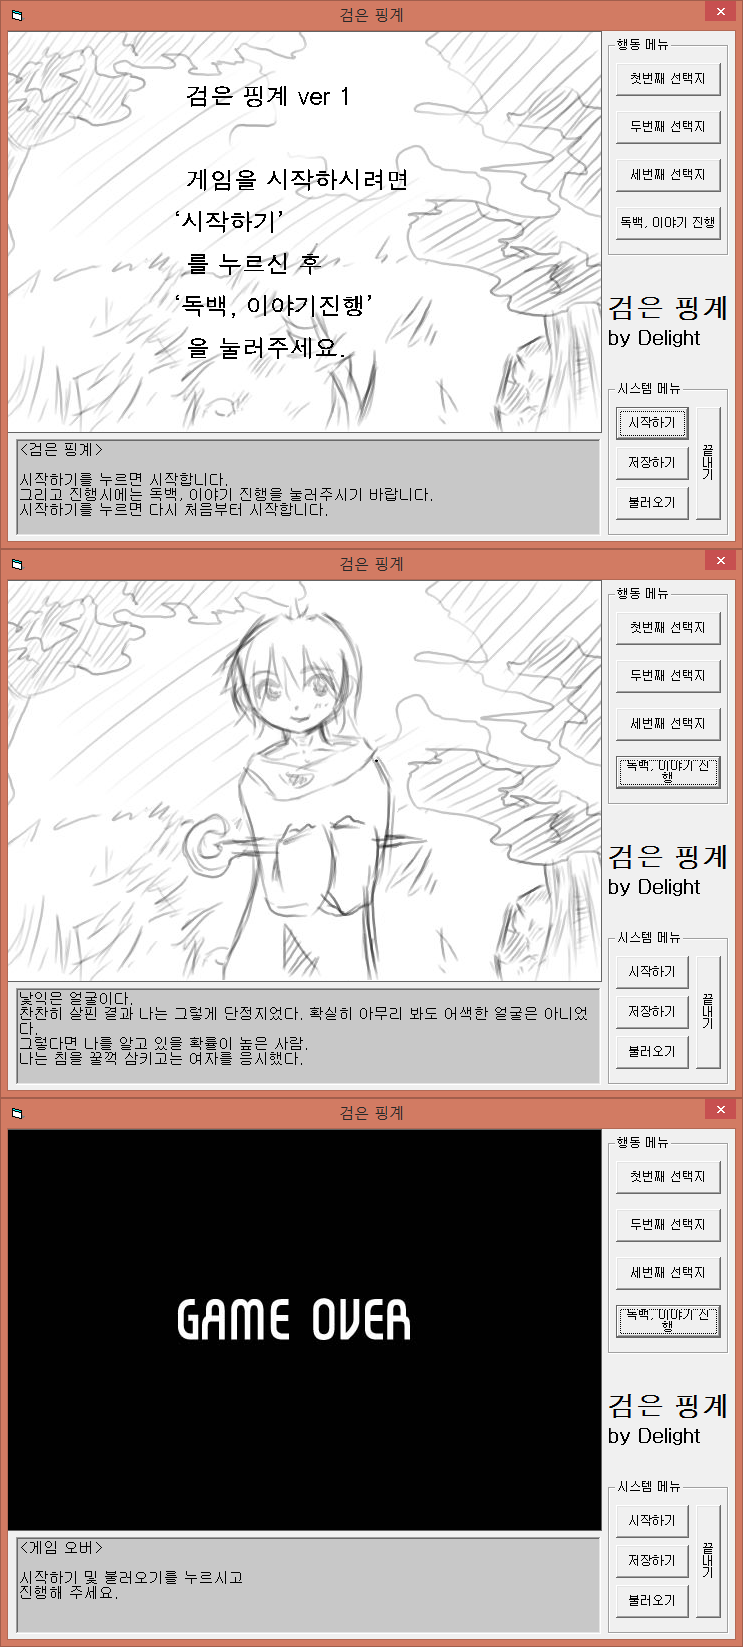 검은 핑계
검은 핑계 ver 1
게임을 시작하시려면
‘시작하기’
를 누르신 후
‘독백, 이야기진행’
을 눌러주세요.
<검은 핑계>
시작하기를 누르면 시작합니다.
그리고 진행시에는 독백, 이야기 진행을 눌러주시기 바랍니다.
시작하기를 누르면 다시 처음부터 시작합니다.
행동 메뉴
첫번째 선택지
두번째 선택지
세번째 선택지
독백, 이야기 진행
검은 핑계
by Delight
시스템 메뉴
시작하기
저장하기
불러오기
끝내기
검은 핑계
낯익은 얼굴이다.
찬찬히 살핀 결과 나는 그렇게 단정지었다. 확실히 아무리 봐도 어색한 얼굴은 아니었
다.
그렇다면 나를 알고 있을 확률이 높은 사람.
나는 침을 꿀꺽 삼키고는 여자를 응시했다.
행동 메뉴
첫번째 선택지
두번째 선택지
세번째 선택지
독백, 이야기 진
행
검은 핑계
by Delight
시스템 메뉴
시작하기
저장하기
불러오기
끝내기
검은 핑계
GAME OVER
<게임 오버>
시작하기 및 불러오기를 누르시고
진행해 주세요.
행동 메뉴
첫번째 선택지
두번째 선택지
세번째 선택지
독백, 이야기 진
행
검은 핑계
by Delight
시스템 메뉴
시작하기
저장하기
불러오기
끝내기